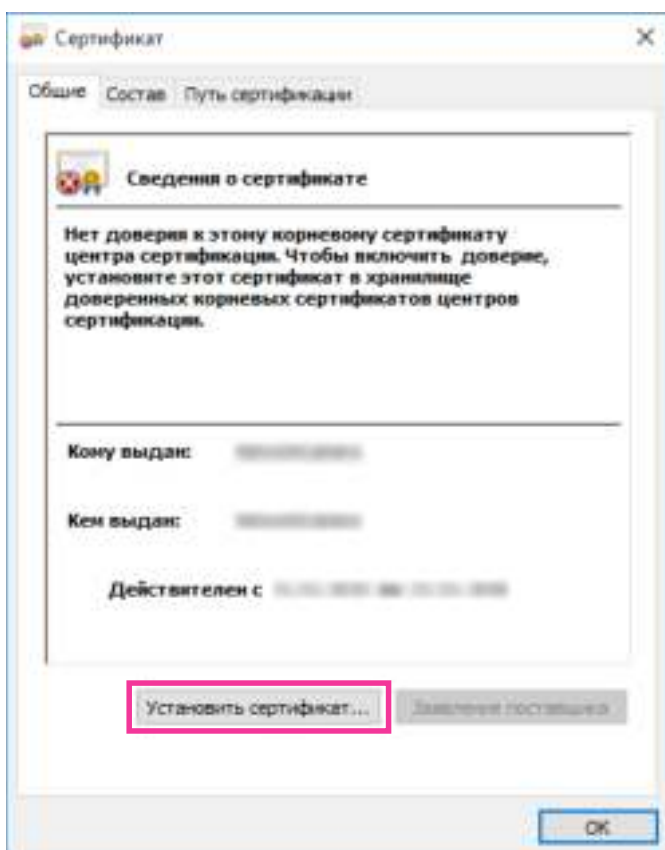 Сертификат
Общие Состав Путь сертификации
Сведения о сертификате
Нет доверия к этому корневому сертификату
центра сертификации. Чтобы включить доверие,
установите этот сертификат в хранилище
доверенных корневых сертификатов центров
сертификации.
Кому выдан:
Кем выдан:
Действителен с
Установить сертификат... Заявление поставщика
ОК